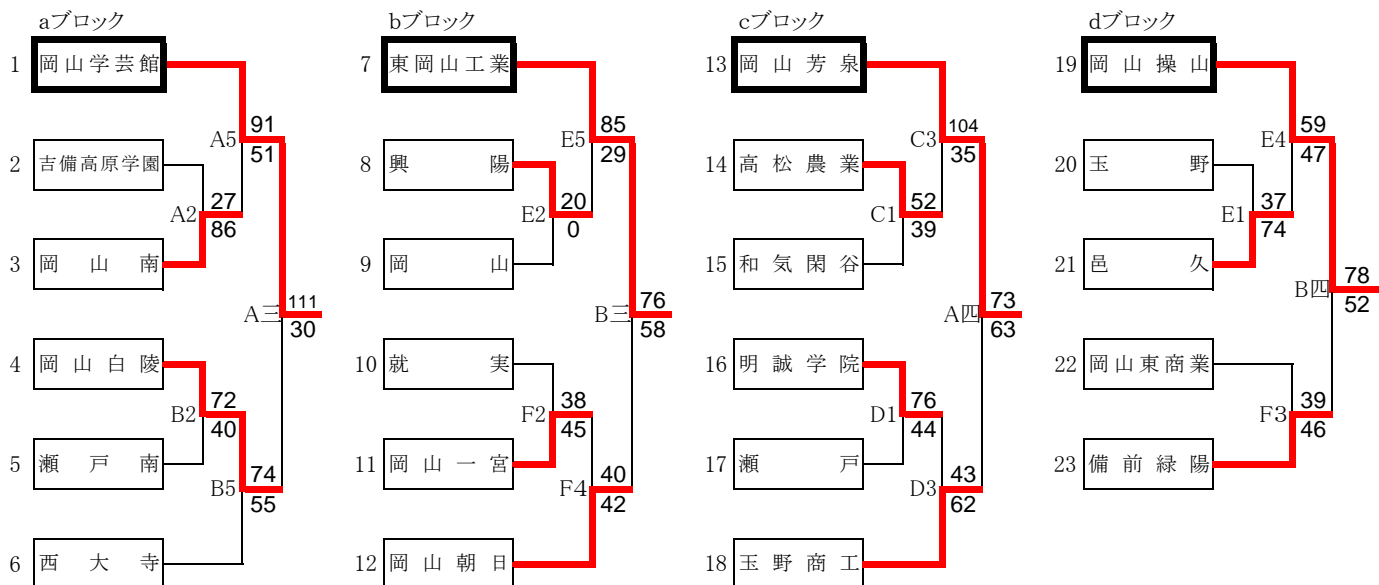 aブロック
1 岡山学芸館
A5 91 51
2 吉備高原学園
A2 27 86
3 岡山南
A三 111 30
4 岡山白陵
B2 72 40
5 瀬戸南
B5 74 55
6 西大寺
bブロック
7 東岡山工業
E5 85 29
8 興陽
E2 20 0
9 岡山
B三 76 58
10 就実
F2 38 45
11 岡山一宮
F4 40 42
12 岡山朝日
cブロック
13 岡山芳泉
C3 104 35
14 高松農業
C1 52 39
15 和気閑谷
A四 73 63
16 明誠学院
D1 76 44
17 瀬戸
D3 43 62
18 玉野商工
dブロック
19 岡山操山
E4 59 47
20 玉野
E1 37 74
21 邑久
B四 78 52
22 岡山東商業
F3 39 46
23 備前緑陽